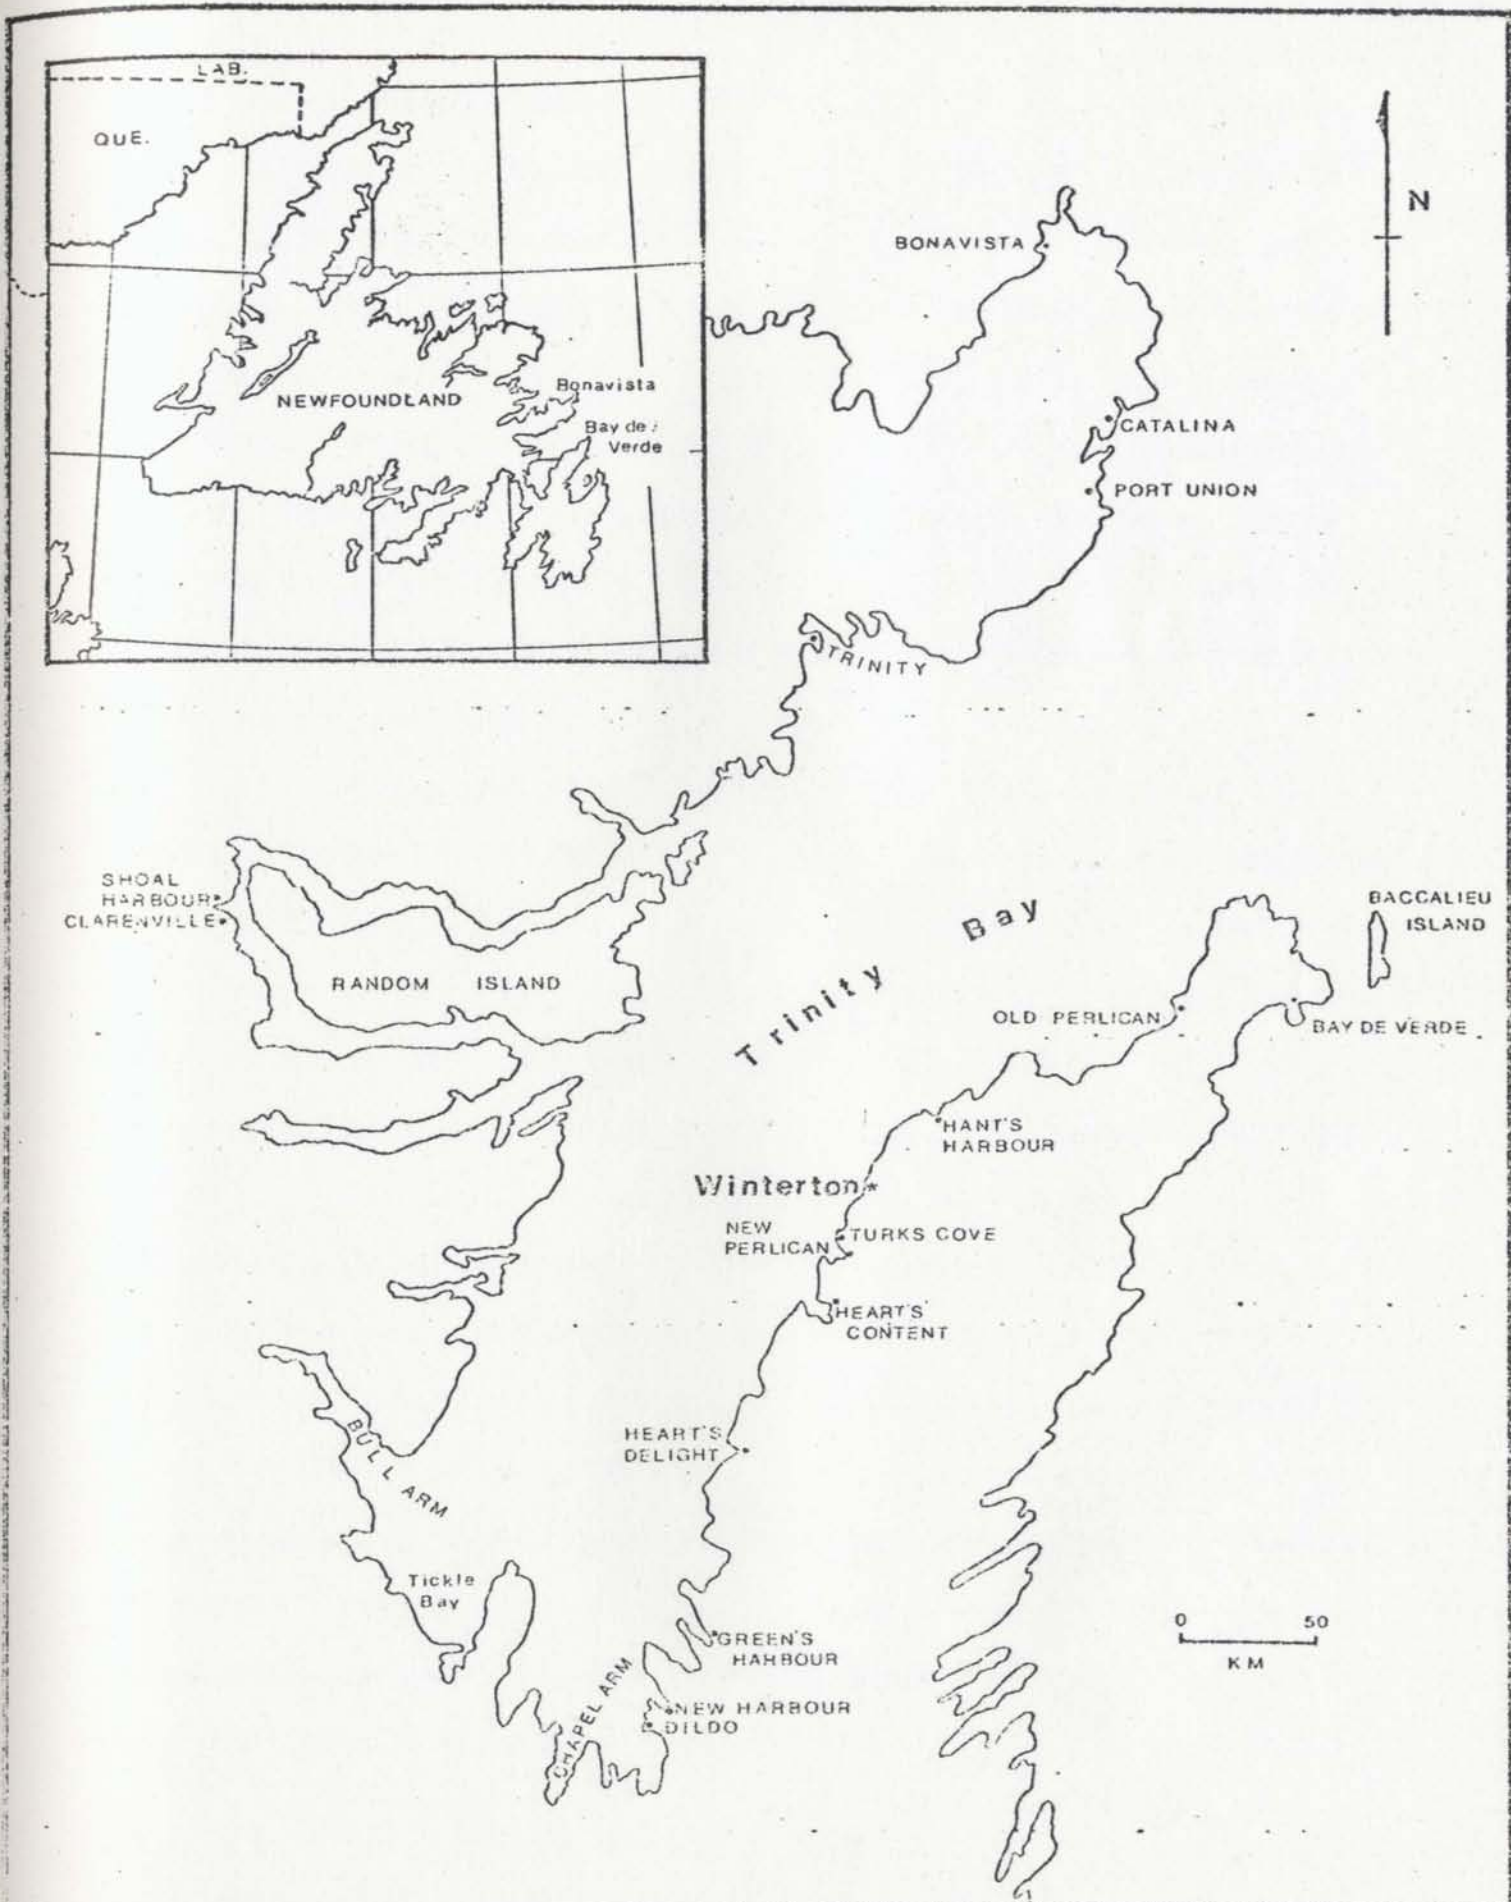 LAB.
QUE.
NEWFOUNDLAND
Bonavista
Bay de
Verde
N
BONAVISTA
CATALINA
PORT UNION
TRINITY
SHOAL
HARBOUR
CLARENVILLE
RANDOM ISLAND
Trinity Bay
BACCALIEU
ISLAND
OLD PERLICAN
BAY DE VERDE
HANT'S
HARBOUR
Winterton*
NEW
PERLICAN
TURKS COVE
HEART'S
CONTENT
HEART'S
DELIGHT
BULL ARM
Tickle
Bay
CHAPEL ARM
GREEN'S
HARBOUR
NEW HARBOUR
DILDO
0 50
KM